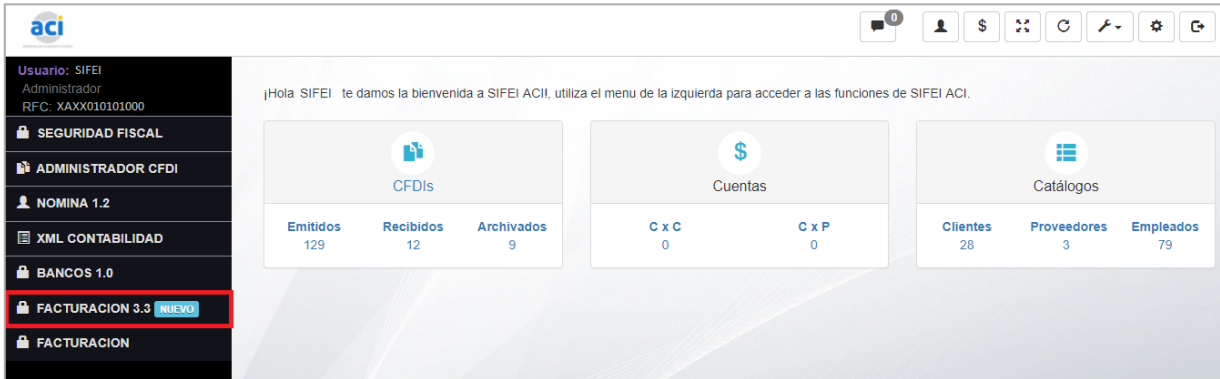 aci
0
$
Usuario: SIFEI
Administrador
RFC: XAXX010101000
SEGURIDAD FISCAL
ADMINISTRADOR CFDI
NOMINA 1.2
XML CONTABILIDAD
BANCOS 1.0
FACTURACION 3.3 NUEVO
FACTURACION
¡Hola SIFEI te damos la bienvenida a SIFEI ACI!, utiliza el menu de la izquierda para acceder a las funciones de SIFEI ACI.
CFDIs
Emitidos Recibidos Archivados
129 12 9
$
Cuentas
C x C C x P
0 0
Catálogos
Clientes Proveedores Empleados
28 3 79